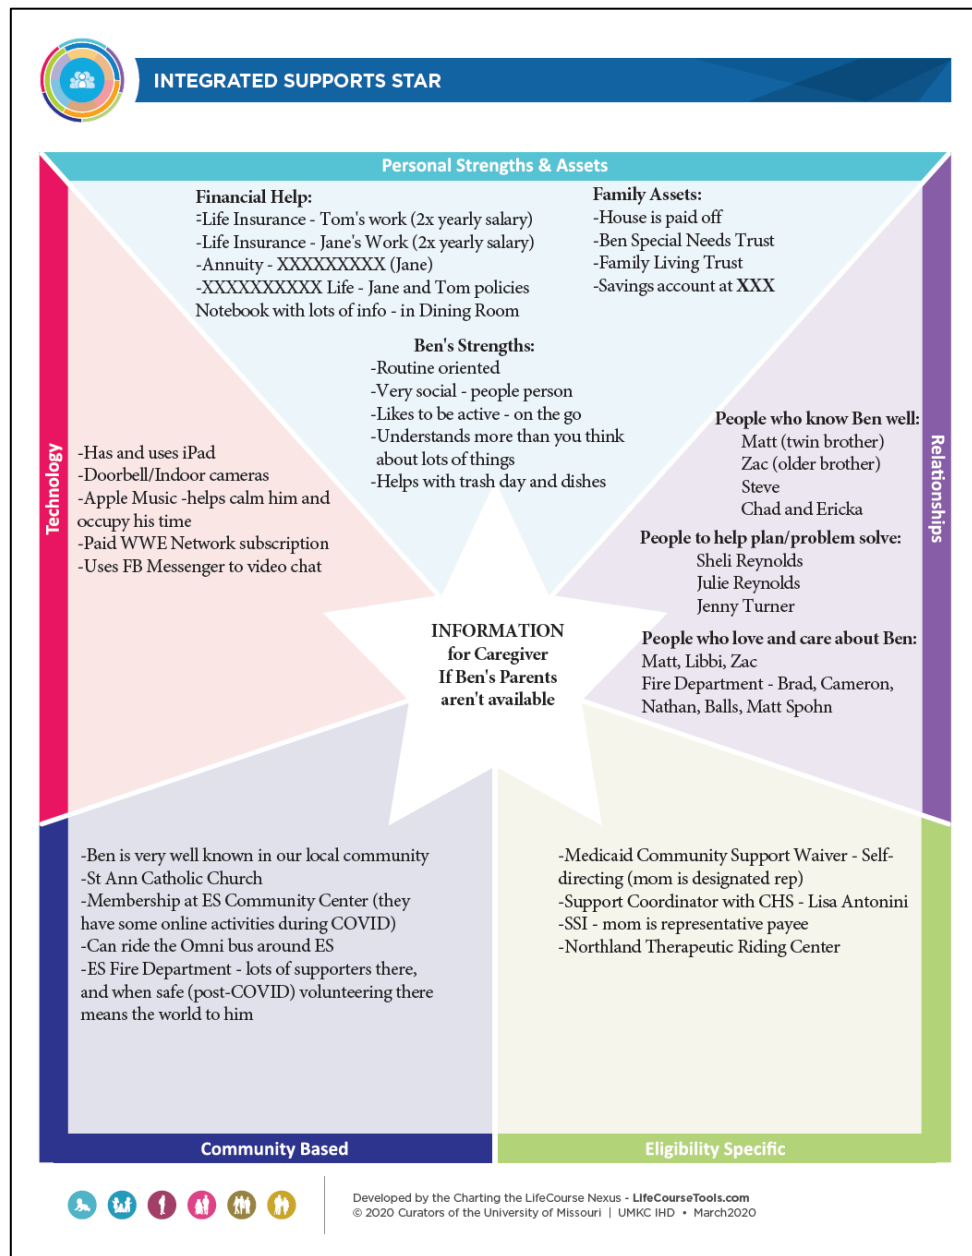 INTEGRATED SUPPORTS STAR
Personal Strengths & Assets
Financial Help:
-Life Insurance - Tom's work (2x yearly salary)
-Life Insurance - Jane's Work (2x yearly salary)
-Annuity - XXXXXXXXX (Jane)
-XXXXXXXXXX Life - Jane and Tom policies
Notebook with lots of info - in Dining Room
Family Assets:
-House is paid off
-Ben Special Needs Trust
-Family Living Trust
-Savings account at XXX
Ben's Strengths:
-Routine oriented
-Very social - people person
-Likes to be active - on the go
-Understands more than you think
about lots of things
-Helps with trash day and dishes
Technology
-Has and uses iPad
-Doorbell/Indoor cameras
-Apple Music -helps calm him and
occupy his time
-Paid WWE Network subscription
-Uses FB Messenger to video chat
Relationships
People who know Ben well:
Matt (twin brother)
Zac (older brother)
Steve
Chad and Ericka
People to help plan/problem solve:
Sheli Reynolds
Julie Reynolds
Jenny Turner
People who love and care about Ben:
Matt, Libbi, Zac
Fire Department - Brad, Cameron,
Nathan, Balls, Matt Spohn
INFORMATION
for Caregiver
If Ben's Parents
aren't available
-Ben is very well known in our local community
-St Ann Catholic Church
-Membership at ES Community Center (they
have some online activities during COVID)
-Can ride the Omni bus around ES
-ES Fire Department - lots of supporters there,
and when safe (post-COVID) volunteering there
means the world to him
Community Based
-Medicaid Community Support Waiver - Self-
directing (mom is designated rep)
-Support Coordinator with CHS - Lisa Antonini
-SSI - mom is representative payee
-Northland Therapeutic Riding Center
Eligibility Specific
Developed by the Charting the LifeCourse Nexus - LifeCourseTools.com
© 2020 Curators of the University of Missouri | UMKC IHD • March2020